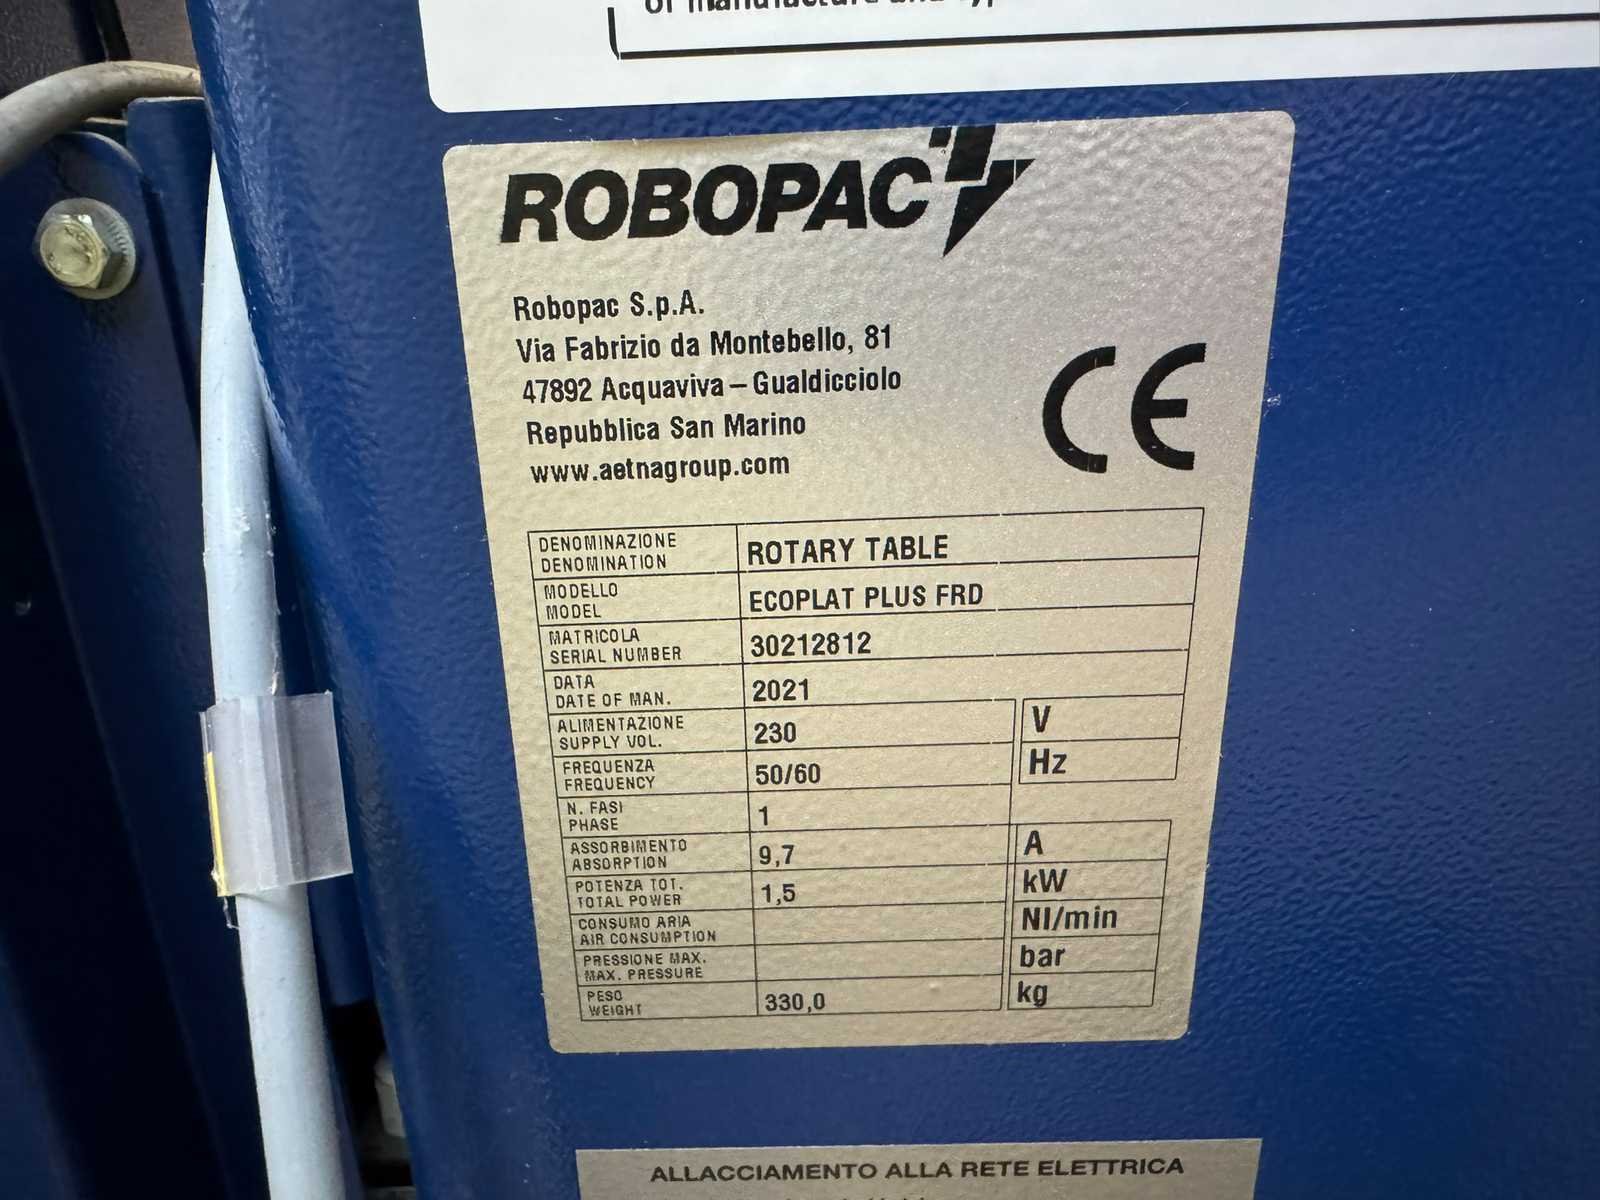 of manufacture and
ROBOPAC
Robopac S.p.A.
Via Fabrizio da Montebello, 81
47892 Acquaviva – Gualdicciolo
Repubblica San Marino
www.aetnagroup.com
CE
DENOMINAZIONE
DENOMINATION
ROTARY TABLE
MODELLO
MODEL
ECOPLAT PLUS FRD
MATRICOLA
SERIAL NUMBER
30212812
DATA
DATE OF MAN.
2021
ALIMENTAZIONE
SUPPLY VOL.
230
V
FREQUENZA
FREQUENCY
50/60
Hz
N. FASI
PHASE
1
ASSORBIMENTO
ABSORPTION
9,7
A
POTENZA TOT.
TOTAL POWER
1,5
kW
CONSUMO ARIA
AIR CONSUMPTION
Nl/min
PRESSIONE MAX.
MAX. PRESSURE
bar
PESO
WEIGHT
330,0
kg
ALLACCIAMENTO ALLA RETE ELETTRICA